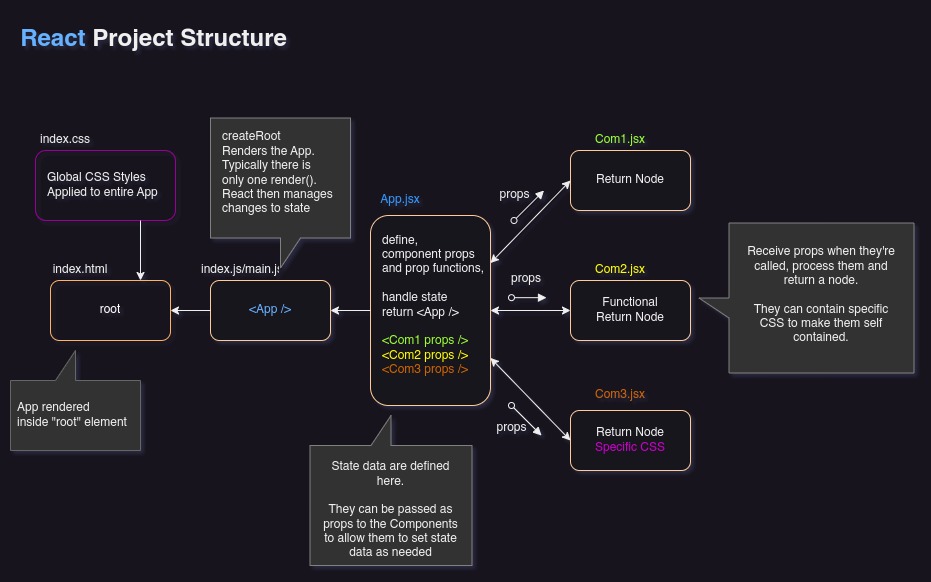 React Project Structure
index.css
Global CSS Styles
Applied to entire App
createRoot
Renders the App.
Typically there is
only one render().
React then manages
changes to state
index.html
root
index.js/main.js
<App />
App rendered
inside "root" element
App.jsx
define,
component props
and prop functions,
handle state
return <App />
<Com1 props />
<Com2 props />
<Com3 props />
State data are defined
here.
They can be passed as
props to the Components
to allow them to set state
data as needed
props
props
props
Com1.jsx
Return Node
Com2.jsx
Functional
Return Node
Com3.jsx
Return Node
Specific CSS
Receive props when they're
called, process them and
return a node.
They can contain specific
CSS to make them self
contained.